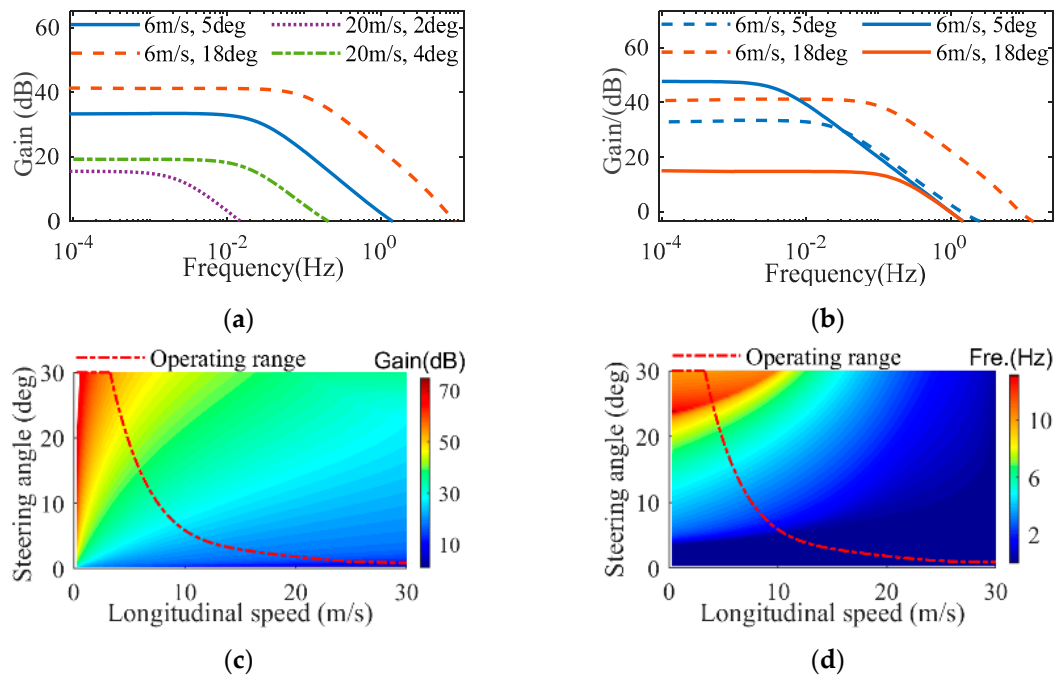 6m/s, 5deg 20m/s, 2deg
6m/s, 18deg 20m/s, 4deg
Gain (dB)
60
40
20
0
10^-4 10^-2 10^0
Frequency(Hz)
(a)
6m/s, 5deg 6m/s, 5deg
6m/s, 18deg 6m/s, 18deg
Gain/(dB)
60
40
20
0
10^-4 10^-2 10^0
Frequency(Hz)
(b)
Operating range
Gain(dB)
Steering angle (deg)
30
20
10
0
0 10 20 30
Longitudinal speed (m/s)
70
50
30
10
(c)
Operating range
Fre.(Hz)
Steering angle (deg)
30
20
10
0
0 10 20 30
Longitudinal speed (m/s)
10
6
2
(d)